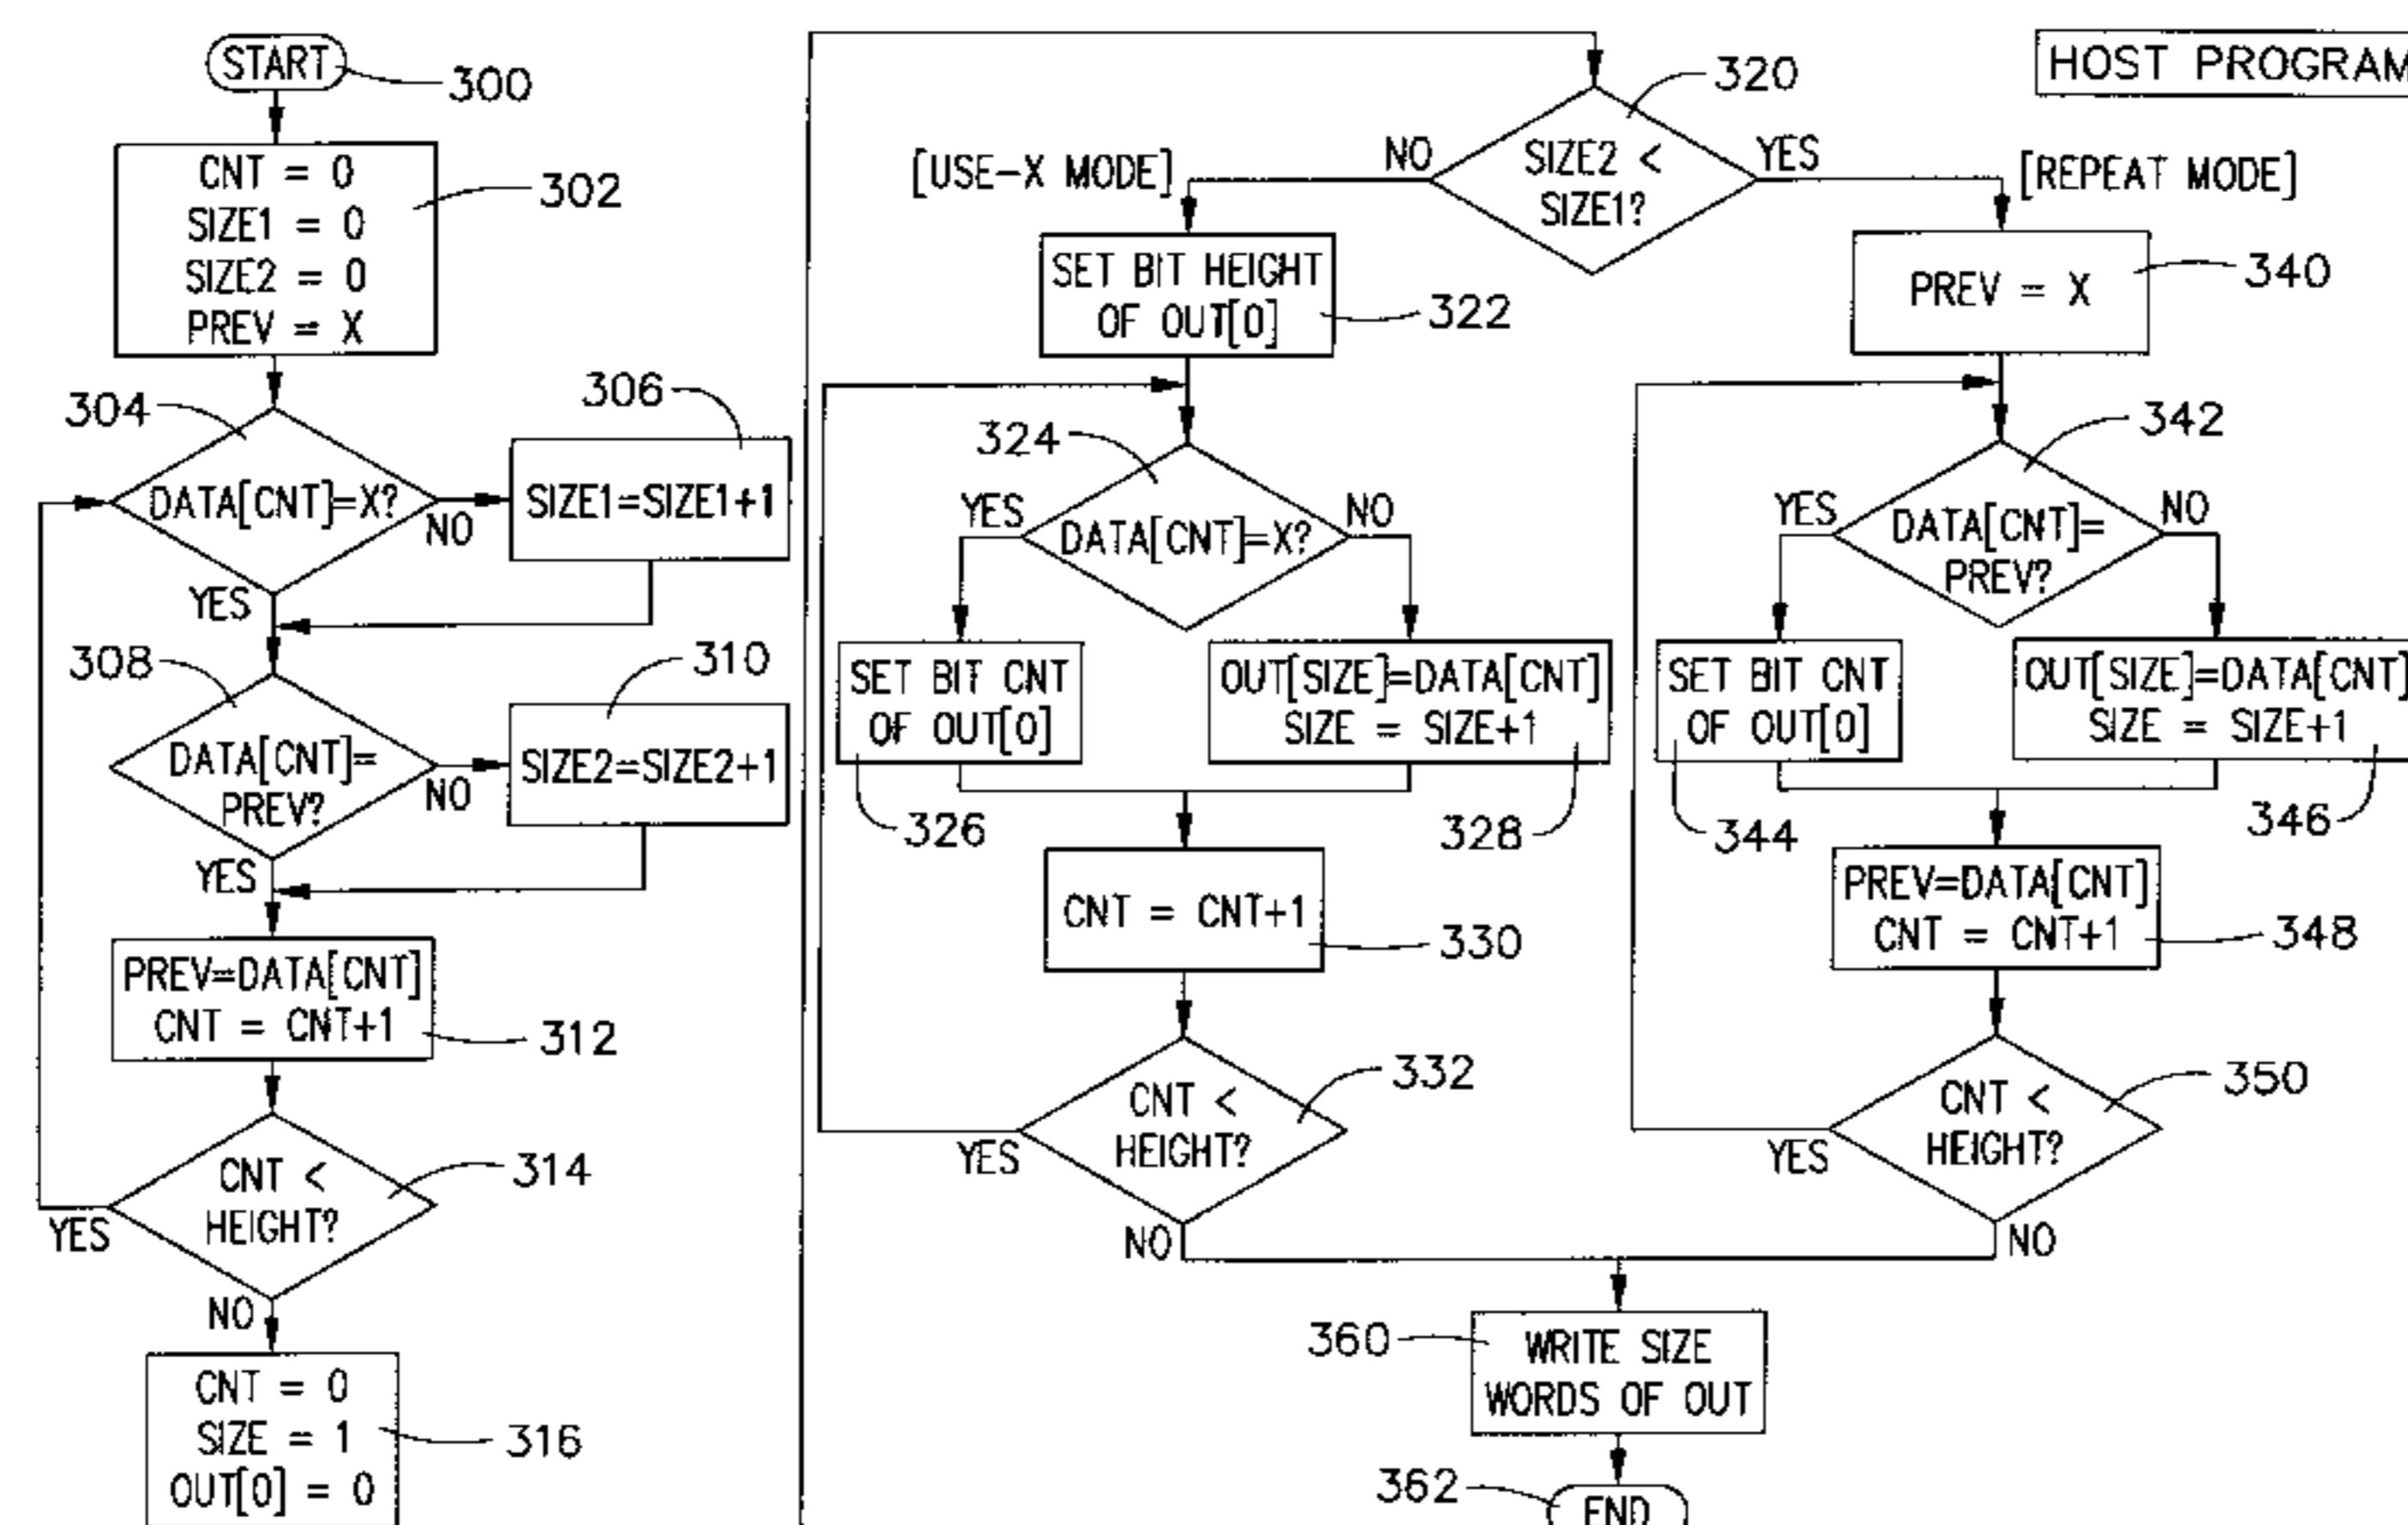 START
300
CNT = 0
SIZE1 = 0
SIZE2 = 0
PREV = X
302
304
DATA[CNT]=X?
NO
YES
306
SIZE1=SIZE1+1
308
DATA[CNT]=
PREV?
NO
YES
310
SIZE2=SIZE2+1
PREV=DATA[CNT]
CNT = CNT+1
312
CNT <
HEIGHT?
314
YES
NO
CNT = 0
SIZE = 1
OUT[0] = 0
316
HOST PROGRAM
320
SIZE2 <
SIZE1?
NO
YES
[USE-X MODE]
[REPEAT MODE]
SET BIT HEIGHT
OF OUT[0]
322
324
DATA[CNT]=X?
YES
NO
SET BIT CNT
OF OUT[0]
326
OUT[SIZE]=DATA[CNT]
SIZE = SIZE+1
328
CNT = CNT+1
330
CNT <
HEIGHT?
332
YES
NO
PREV = X
340
342
DATA[CNT]=
PREV?
YES
NO
SET BIT CNT
OF OUT[0]
344
OUT[SIZE]=DATA[CNT]
SIZE = SIZE+1
346
PREV=DATA[CNT]
CNT = CNT+1
348
CNT <
HEIGHT?
350
YES
NO
360
WRITE SIZE
WORDS OF OUT
362
END